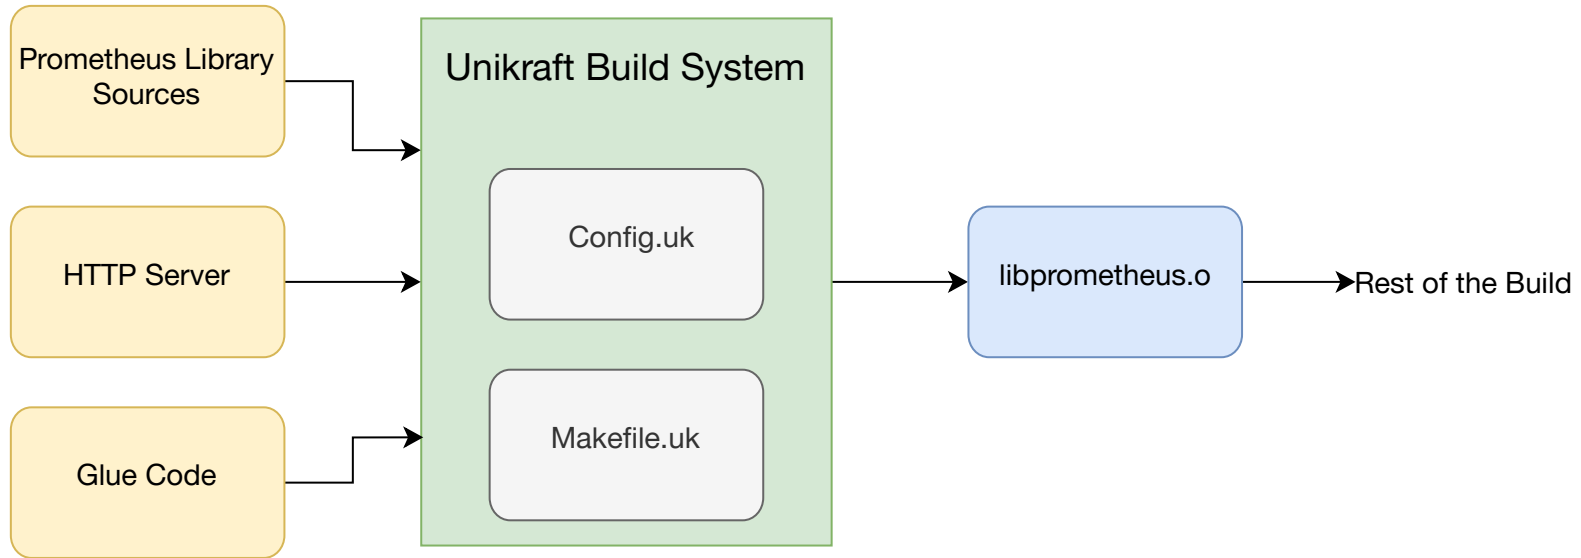 Prometheus Library
Sources
Unikraft Build System
Config.uk
HTTP Server
libprometheus.o
Rest of the Build
Makefile.uk
Glue Code